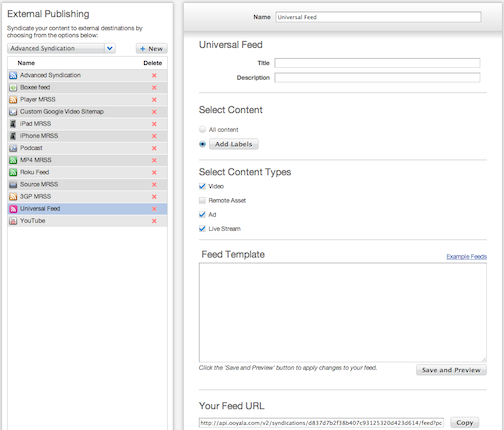 External Publishing
Syndicate your content to external destinations by
choosing from the options below:
Advanced Syndication
+ New
Name Delete
Advanced Syndication
Boxee feed
Player MRSS
Custom Google Video Sitemap
iPad MRSS
iPhone MRSS
Podcast
MP4 MRSS
Roku Feed
Source MRSS
3GP MRSS
Universal Feed
YouTube
Name Universal Feed
Universal Feed
Title
Description
Select Content
All content
Add Labels
Select Content Types
Video
Remote Asset
Ad
Live Stream
Feed Template Example Feeds
Click the 'Save and Preview' button to apply changes to your feed.
Save and Preview
Your Feed URL
http://api.ooyala.com/v2/syndications/d837d7b2f38b407c93125320d423d614/feed?pc
Copy